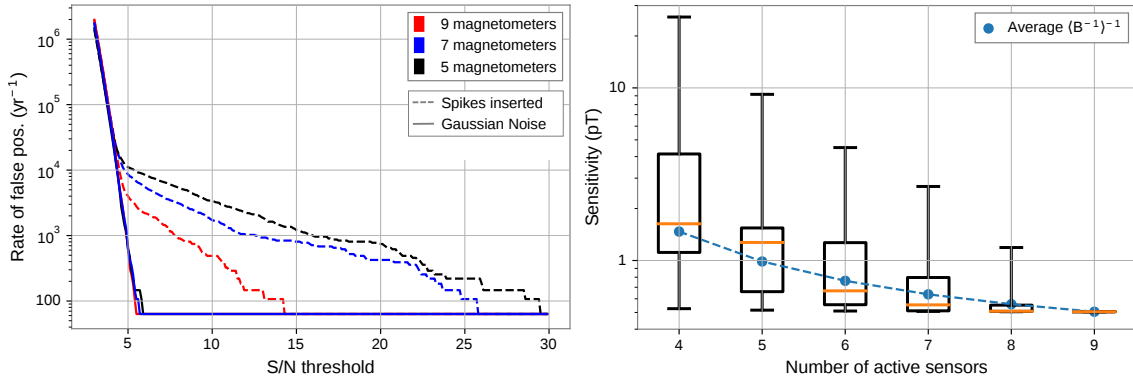 Rate of false pos. (yr⁻¹)
10⁶
10⁵
10⁴
10³
100
5
10
15
20
25
30
S/N threshold
9 magnetometers
7 magnetometers
5 magnetometers
Spikes inserted
Gaussian Noise
Sensitivity (pT)
10
1
4
5
6
7
8
9
Number of active sensors
Average ⟨B⁻¹⟩⁻¹